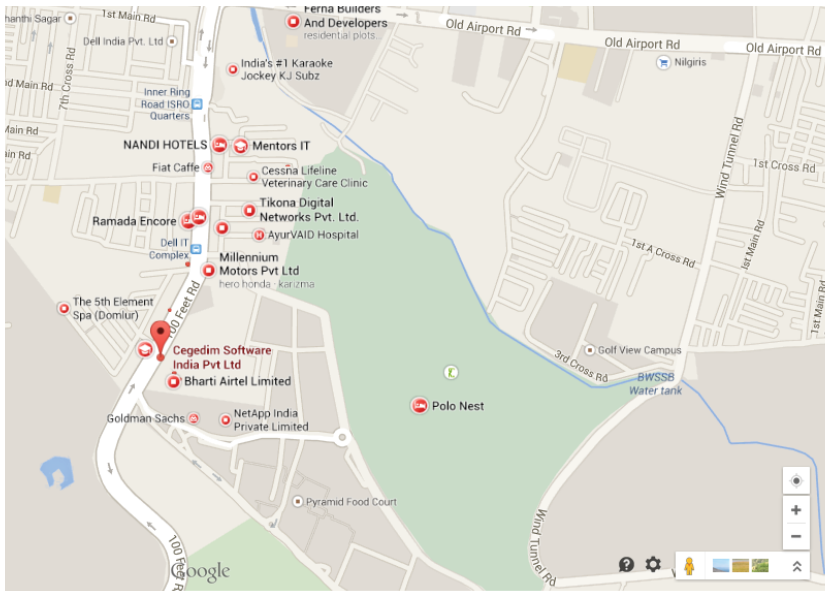 1st Main Rd
hanthi Sagar
Dell India Pvt. Ltd
7th Cross Rd
Main Rd
Inner Ring
Road ISRO
Quarters
Ferna Builders
And Developers
residential plots...
India's #1 Karaoke
Jockey KJ Subz
Old Airport Rd
Old Airport Rd
Old Airport Rd
Nilgiris
Wind Tunnel Rd
1st Cross Rd
NANDI HOTELS
Mentors IT
Fiat Caffe
Cessna Lifeline
Veterinary Care Clinic
Tikona Digital
Networks Pvt. Ltd.
Ramada Encore
AyurVAID Hospital
Dell IT
Complex
Millennium
Motors Pvt Ltd
hero honda · karizma
1st A Cross Rd
1st Main Rd
1st Main Rd
The 5th Element
Spa (Domlur)
100 Feet Rd
Cegedim Software
India Pvt Ltd
Bharti Airtel Limited
Goldman Sachs
NetApp India
Private Limited
3rd Cross Rd
Golf View Campus
BWSSB
Water tank
Polo Nest
Pyramid Food Court
100 Feet Rd
Wind Tunnel Rd
Google